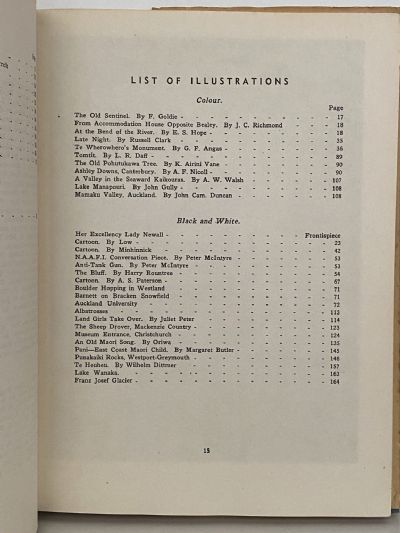 LIST OF ILLUSTRATIONS
Colour.
Page
The Old Sentinel. By F. Goldie - - - - - - - - 17
From Accommodation House Opposite Bealey. By J. C. Richmond - - 18
At the Bend of the River. By E. S. Hope - - - - - - - 18
Late Night. By Russell Clark - - - - - - - - 35
Te Wherowhero's Monument. By G. F. Angas - - - - - - 36
Tomtit. By L. R. Daff - - - - - - - - - 89
The Old Pohutukawa Tree. By K. Airini Vane - - - - - - 90
Ashley Downs, Canterbury. By A. F. Nicoll - - - - - - 90
A Valley in the Seaward Kaikouras. By A. W. Walsh - - - - 107
Lake Manapouri. By John Gully - - - - - - - - 108
Mamaku Valley, Auckland. By John Cam. Duncan - - - - - 108
Black and White.
Her Excellency Lady Newall - - - - - - - Frontispiece
Cartoon. By Low - - - - - - - - - - 23
Cartoon. By Minhinnick - - - - - - - - - 42
N.A.A.F.I. Conversation Piece. By Peter McIntyre - - - - - 53
Anti-Tank Gun. By Peter McIntyre - - - - - - - 53
The Bluff. By Harry Rountree - - - - - - - - 54
Cartoon. By A. S. Paterson - - - - - - - - 67
Boulder Hopping in Westland - - - - - - - - 71
Barnett on Bracken Snowfield - - - - - - - - 71
Auckland University - - - - - - - - - 72
Albatrosses - - - - - - - - - - - 113
Land Girls Take Over. By Juliet Peter - - - - - - - 114
The Sheep Drover, Mackenzie Country - - - - - - - 123
Museum Entrance, Christchurch - - - - - - - - 124
An Old Maori Song. By Oriwa - - - - - - - - 135
Puni—East Coast Maori Child. By Margaret Butler - - - - - 145
Punakaiki Rocks, Westport-Greymouth - - - - - - - 146
Te Henheu. By Wilhelm Dittmer - - - - - - - - 157
Lake Wanaka. - - - - - - - - - - 163
Franz Josef Glacier - - - - - - - - - - 164
15